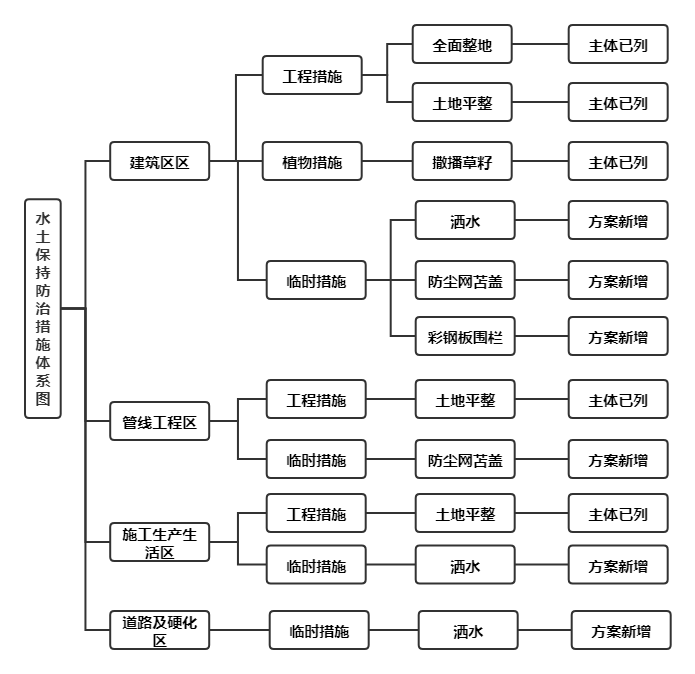 水土保持防治措施体系图
建筑区区
工程措施
全面整地
主体已列
土地平整
主体已列
植物措施
撒播草籽
主体已列
临时措施
洒水
方案新增
防尘网苫盖
方案新增
彩钢板围栏
方案新增
管线工程区
工程措施
土地平整
主体已列
临时措施
防尘网苫盖
方案新增
施工生产生
活区
工程措施
土地平整
主体已列
临时措施
洒水
方案新增
道路及硬化
区
临时措施
洒水
方案新增